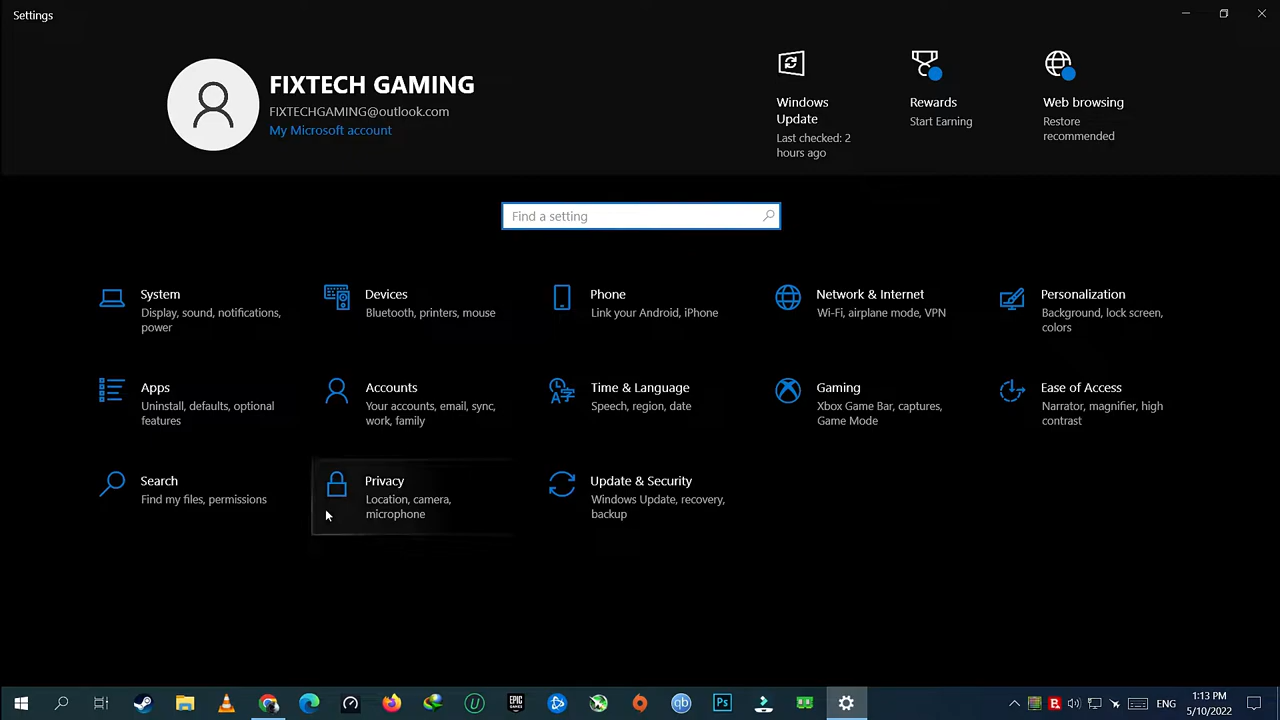 Settings
FIXTECH GAMING
FIXTECHGAMING@outlook.com
My Microsoft account
Windows
Update
Last checked: 2
hours ago
Rewards
Start Earning
Web browsing
Restore
recommended
Find a setting
System
Display, sound, notifications,
power
Devices
Bluetooth, printers, mouse
Phone
Link your Android, iPhone
Network & Internet
Wi-Fi, airplane mode, VPN
Personalization
Background, lock screen,
colors
Apps
Uninstall, defaults, optional
features
Accounts
Your accounts, email, sync,
work, family
Time & Language
Speech, region, date
Gaming
Xbox Game Bar, captures,
Game Mode
Ease of Access
Narrator, magnifier, high
contrast
Search
Find my files, permissions
Privacy
Location, camera,
microphone
Update & Security
Windows Update, recovery,
backup
EPIC
GAMES
qb
Ps
ENG
1:13 PM
5/10/2022